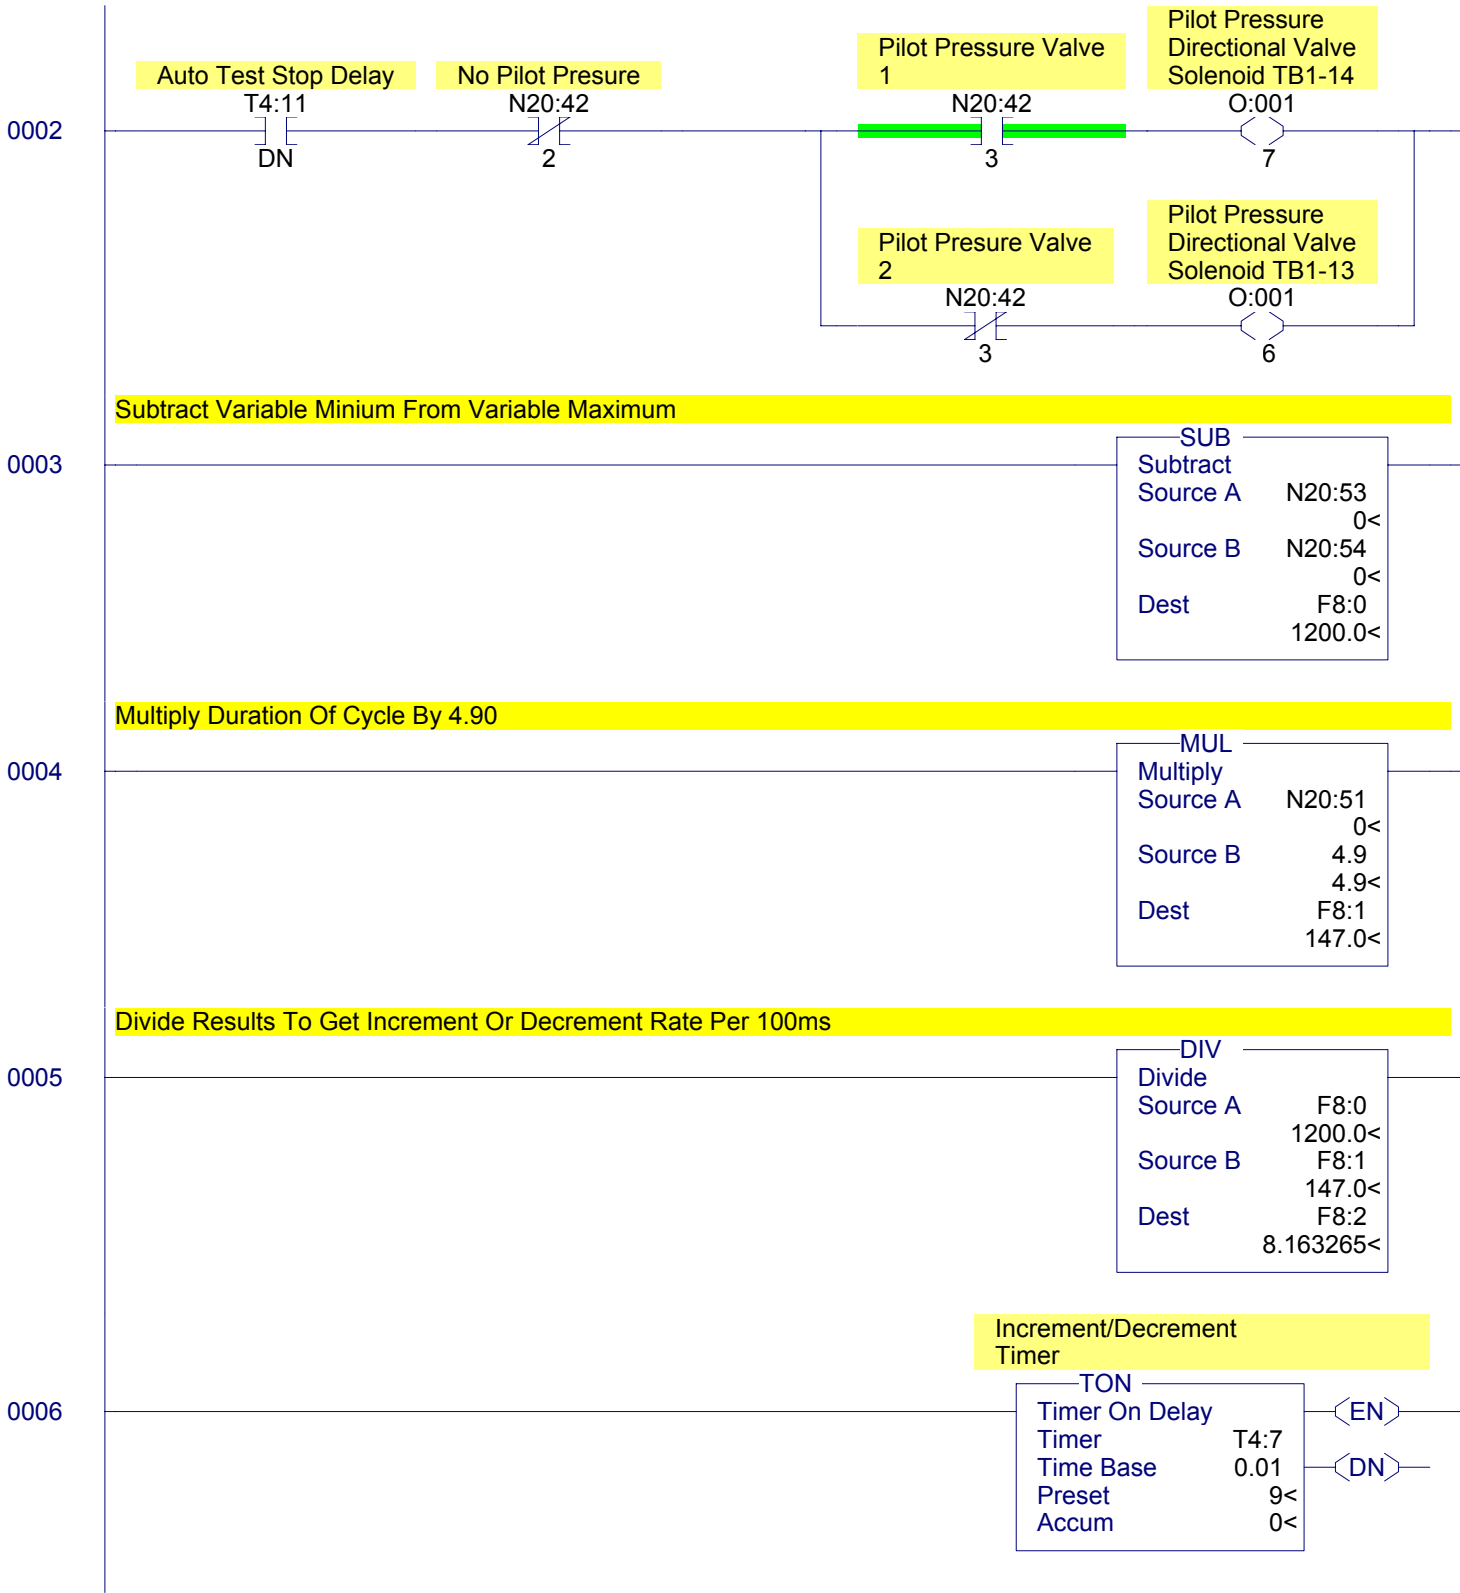 Auto Test Stop Delay
T4:11
DN
No Pilot Presure
N20:42
2
Pilot Pressure Valve
1
N20:42
3
Pilot Pressure
Directional Valve
Solenoid TB1-14
O:001
7
0002
Pilot Presure Valve
2
N20:42
3
Pilot Pressure
Directional Valve
Solenoid TB1-13
O:001
6
Subtract Variable Minium From Variable Maximum
0003
SUB
Subtract
Source A N20:53
0<
Source B N20:54
0<
Dest F8:0
1200.0<
Multiply Duration Of Cycle By 4.90
0004
MUL
Multiply
Source A N20:51
0<
Source B 4.9
4.9<
Dest F8:1
147.0<
Divide Results To Get Increment Or Decrement Rate Per 100ms
0005
DIV
Divide
Source A F8:0
1200.0<
Source B F8:1
147.0<
Dest F8:2
8.163265<
Increment/Decrement
Timer
0006
TON
Timer On Delay
Timer T4:7
Time Base 0.01
Preset 9<
Accum 0<
EN
DN